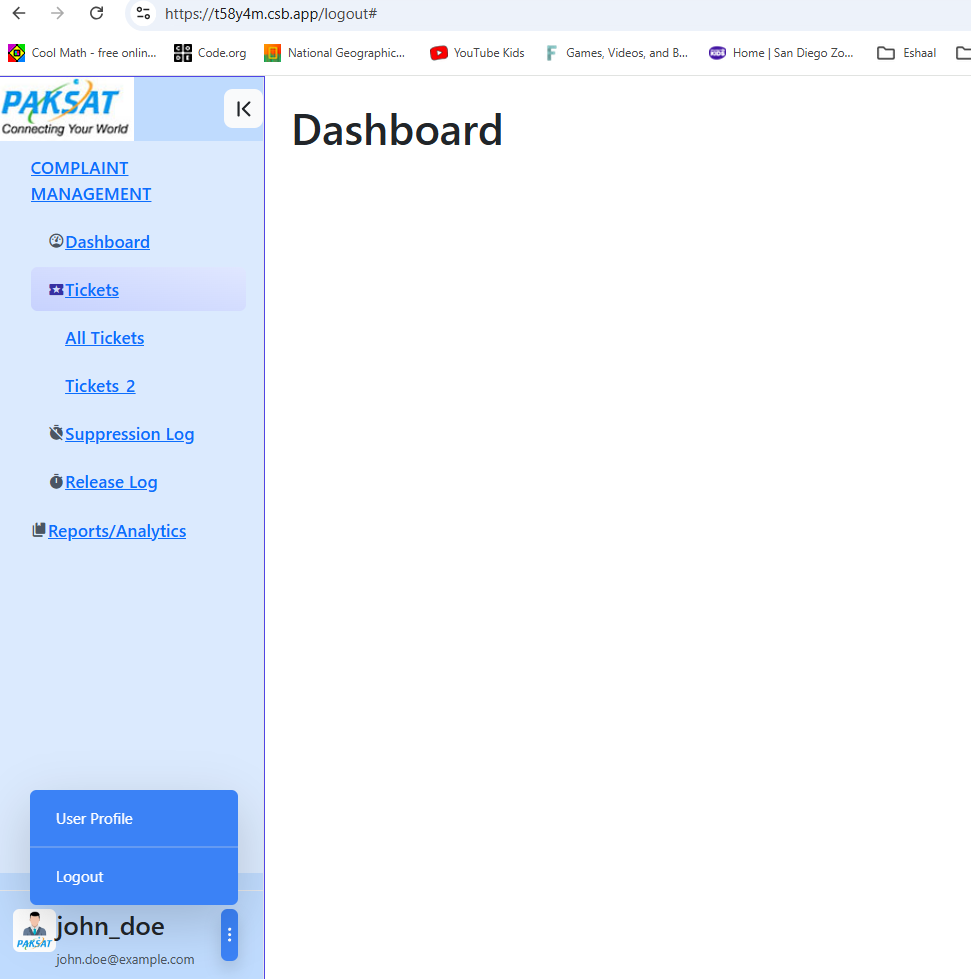 https://t58y4m.csb.app/logout#
Cool Math - free onlin... Code.org National Geographic... YouTube Kids Games, Videos, and B... Home | San Diego Zo... Eshaal
PAKSAT
Connecting Your World
Dashboard
COMPLAINT
MANAGEMENT
Dashboard
Tickets
All Tickets
Tickets 2
Suppression Log
Release Log
Reports/Analytics
User Profile
Logout
john_doe
PAKSAT
john.doe@example.com